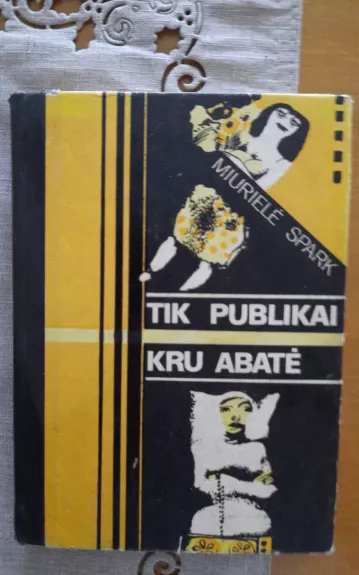 MIURIELĖ SPARK
TIK PUBLIKAI
KRU ABATĖ